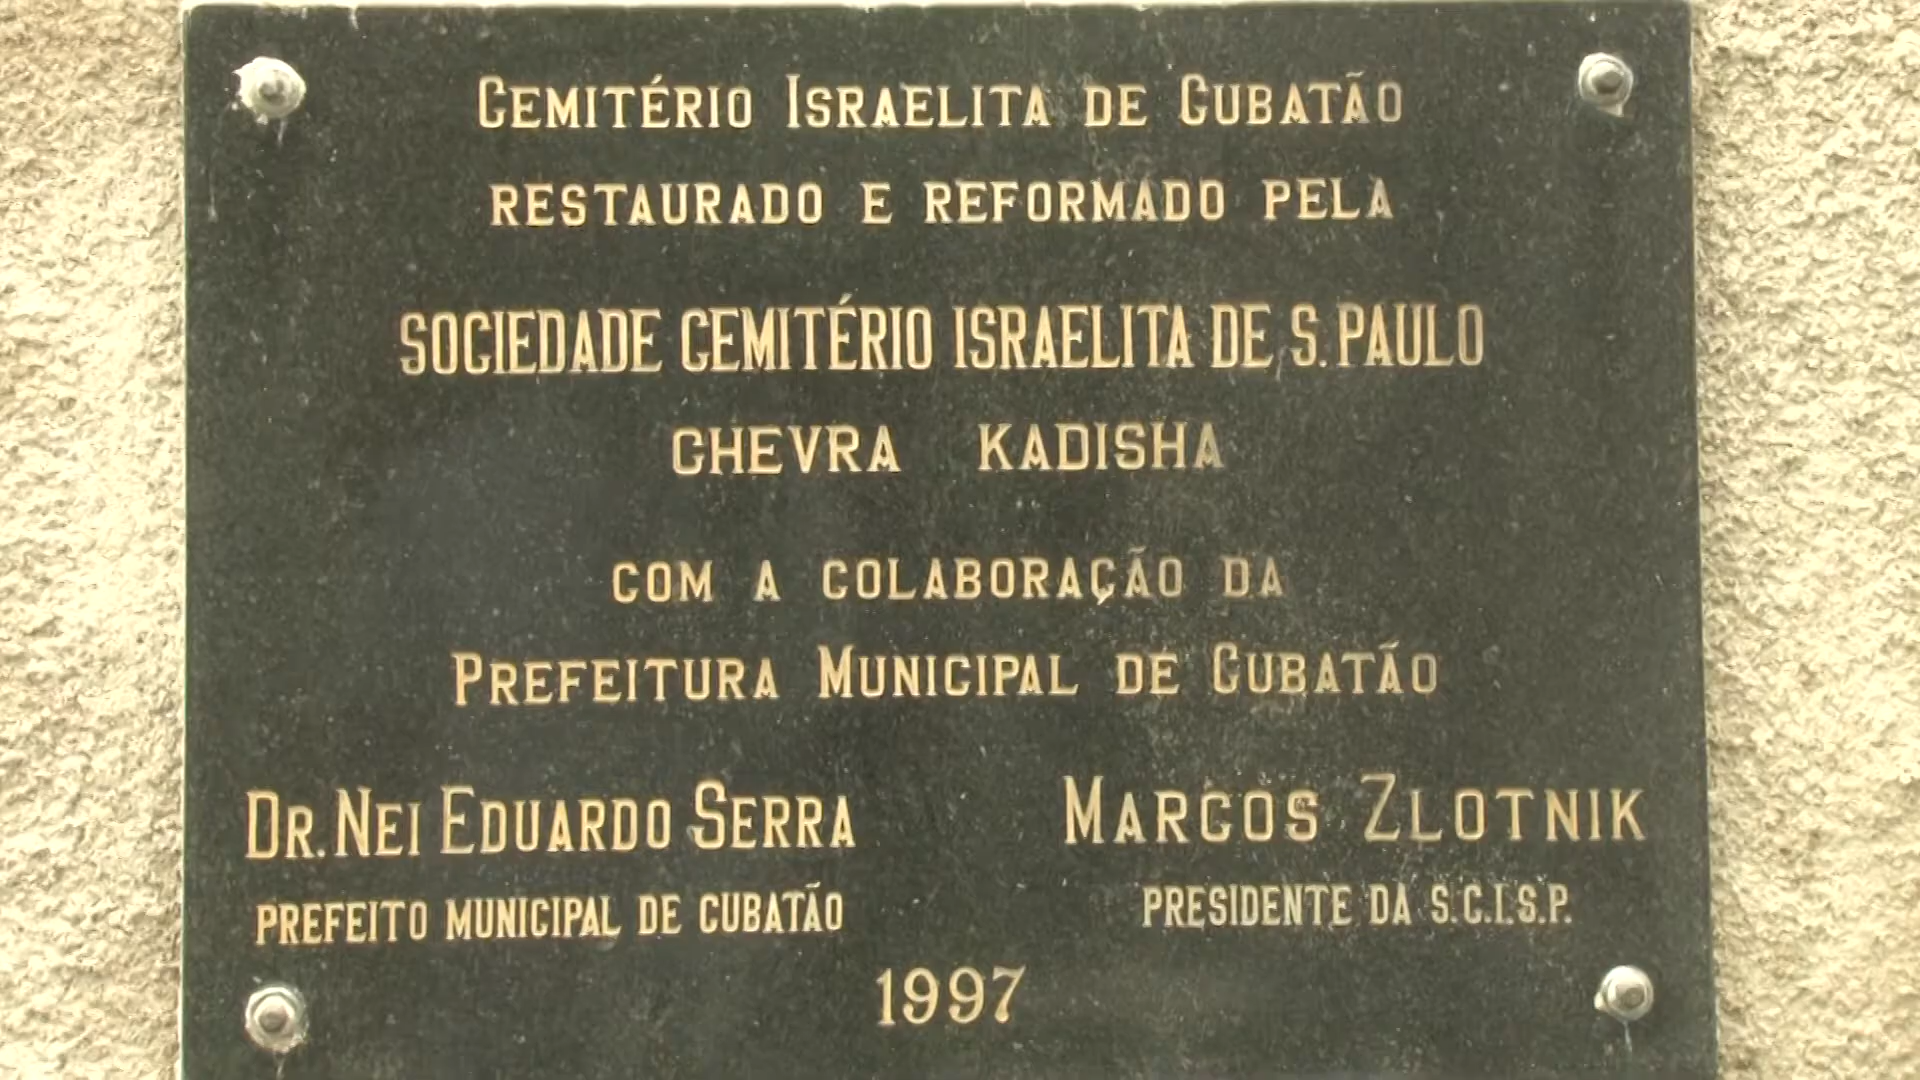 CEMITÉRIO ISRAELITA DE CUBATÃO
RESTAURADO E REFORMADO PELA
SOCIEDADE CEMITÉRIO ISRAELITA DE S. PAULO
CHEVRA KADISHA
COM A COLABORAÇÃO DA
PREFEITURA MUNICIPAL DE CUBATÃO
DR. NEI EDUARDO SERRA
PREFEITO MUNICIPAL DE CUBATÃO
MARCOS ZLOTNIK
PRESIDENTE DA S.C.I.S.P.
1997